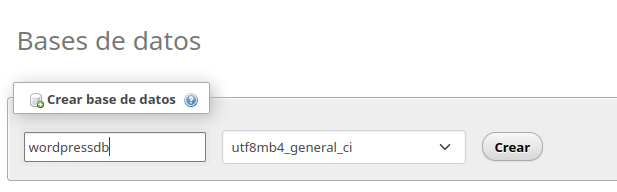 Bases de datos
Crear base de datos
wordpressdb utf8mb4_general_ci Crear